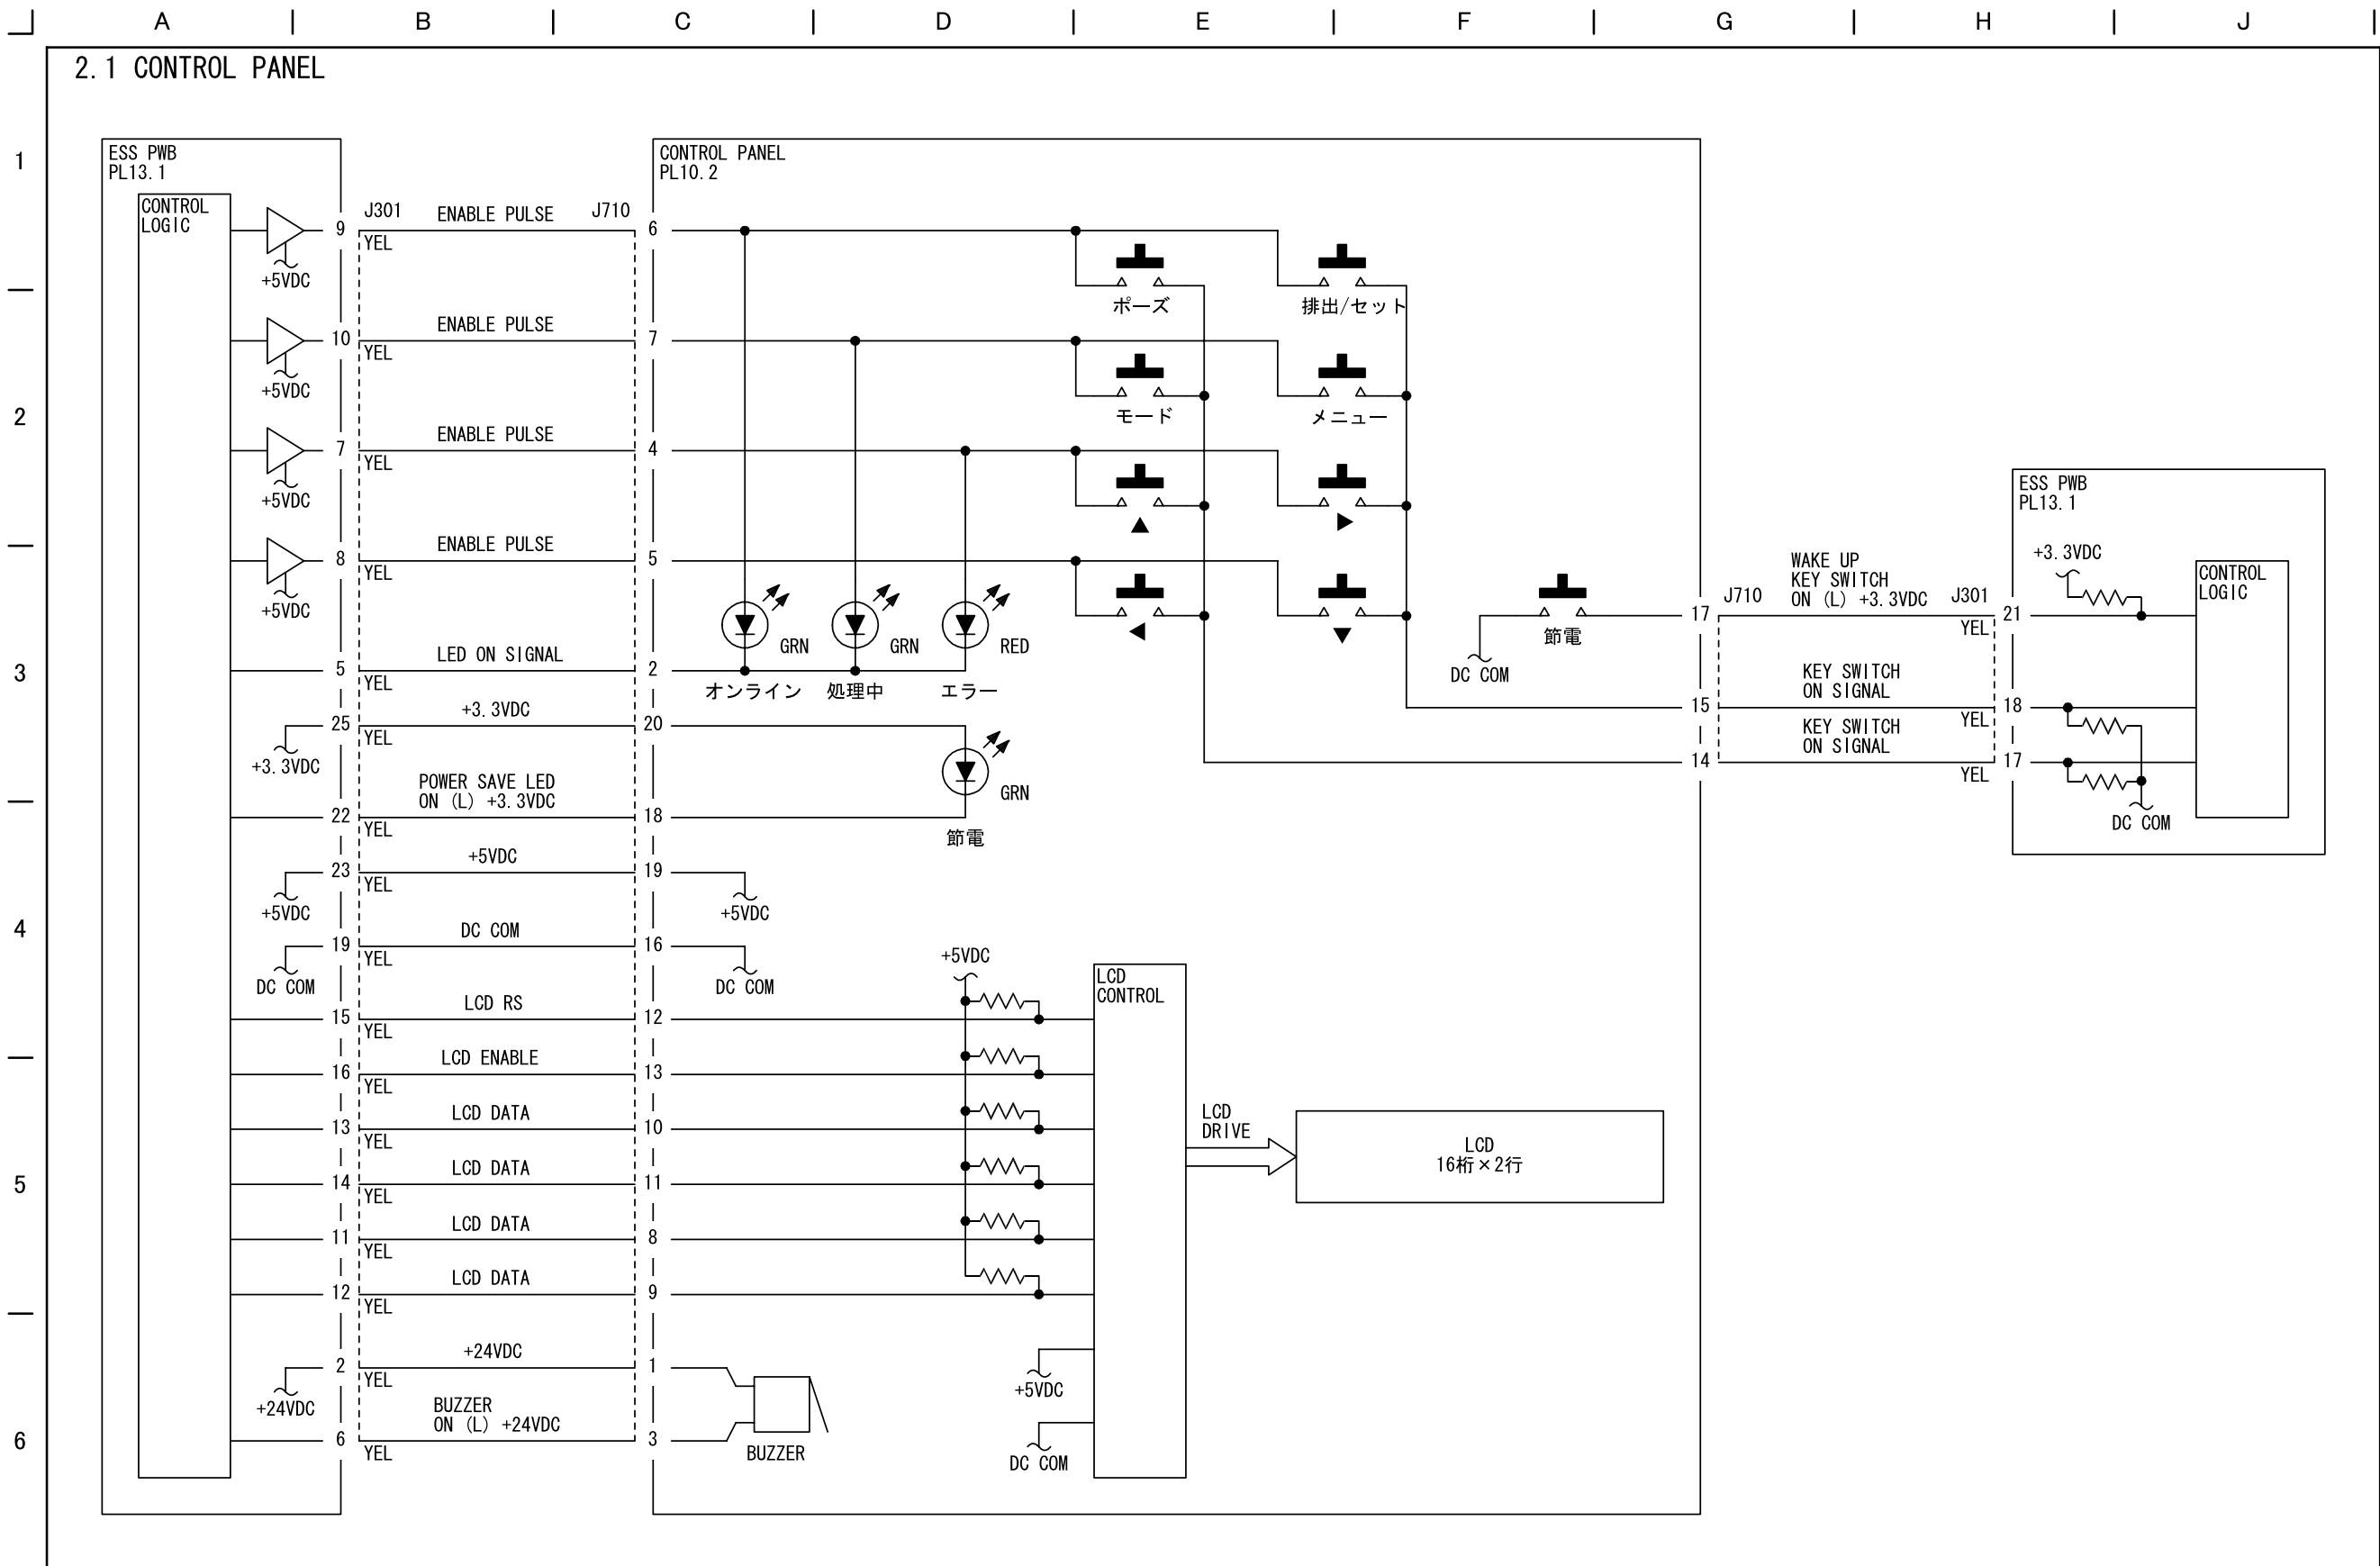 A B C D E F G H J
2.1 CONTROL PANEL
1
2
3
4
5
6
ESS PWB
PL13.1
CONTROL
LOGIC
+5VDC
+5VDC
+5VDC
+5VDC
+3.3VDC
+5VDC
DC COM
+24VDC
J301 ENABLE PULSE J710
9 YEL 6
ENABLE PULSE
10 YEL 7
ENABLE PULSE
7 YEL 4
ENABLE PULSE
8 YEL 5
LED ON SIGNAL
5 YEL 2
+3.3VDC
25 YEL 20
POWER SAVE LED
ON (L) +3.3VDC
22 YEL 18
+5VDC
23 YEL 19
DC COM
19 YEL 16
LCD RS
15 YEL 12
LCD ENABLE
16 YEL 13
LCD DATA
13 YEL 10
LCD DATA
14 YEL 11
LCD DATA
11 YEL 8
LCD DATA
12 YEL 9
+24VDC
2 YEL 1
BUZZER
ON (L) +24VDC
6 YEL 3
CONTROL PANEL
PL10.2
ポーズ
排出/セット
モード
メニュー
▲
▶
◀
▼
GRN
GRN
RED
オンライン
処理中
エラー
GRN
節電
節電
DC COM
+5VDC
DC COM
+5VDC
LCD
CONTROL
LCD
DRIVE
LCD
16桁×2行
+5VDC
DC COM
BUZZER
WAKE UP
KEY SWITCH
J710 ON (L) +3.3VDC J301
17 YEL 21
KEY SWITCH
ON SIGNAL
15 YEL 18
KEY SWITCH
ON SIGNAL
14 YEL 17
ESS PWB
PL13.1
+3.3VDC
CONTROL
LOGIC
DC COM